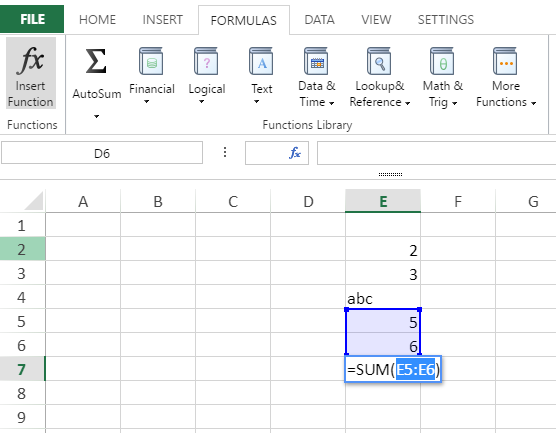 FILE HOME INSERT FORMULAS DATA VIEW SETTINGS
fx Σ ? A
Insert Function AutoSum Financial Logical Text Data & Time Lookup& Reference Math & Trig More Functions
Functions Functions Library
D6 fx
A B C D E F G
1
2 2
3 3
4 abc
5 5
6 6
7 =SUM(E5:E6)
8
9